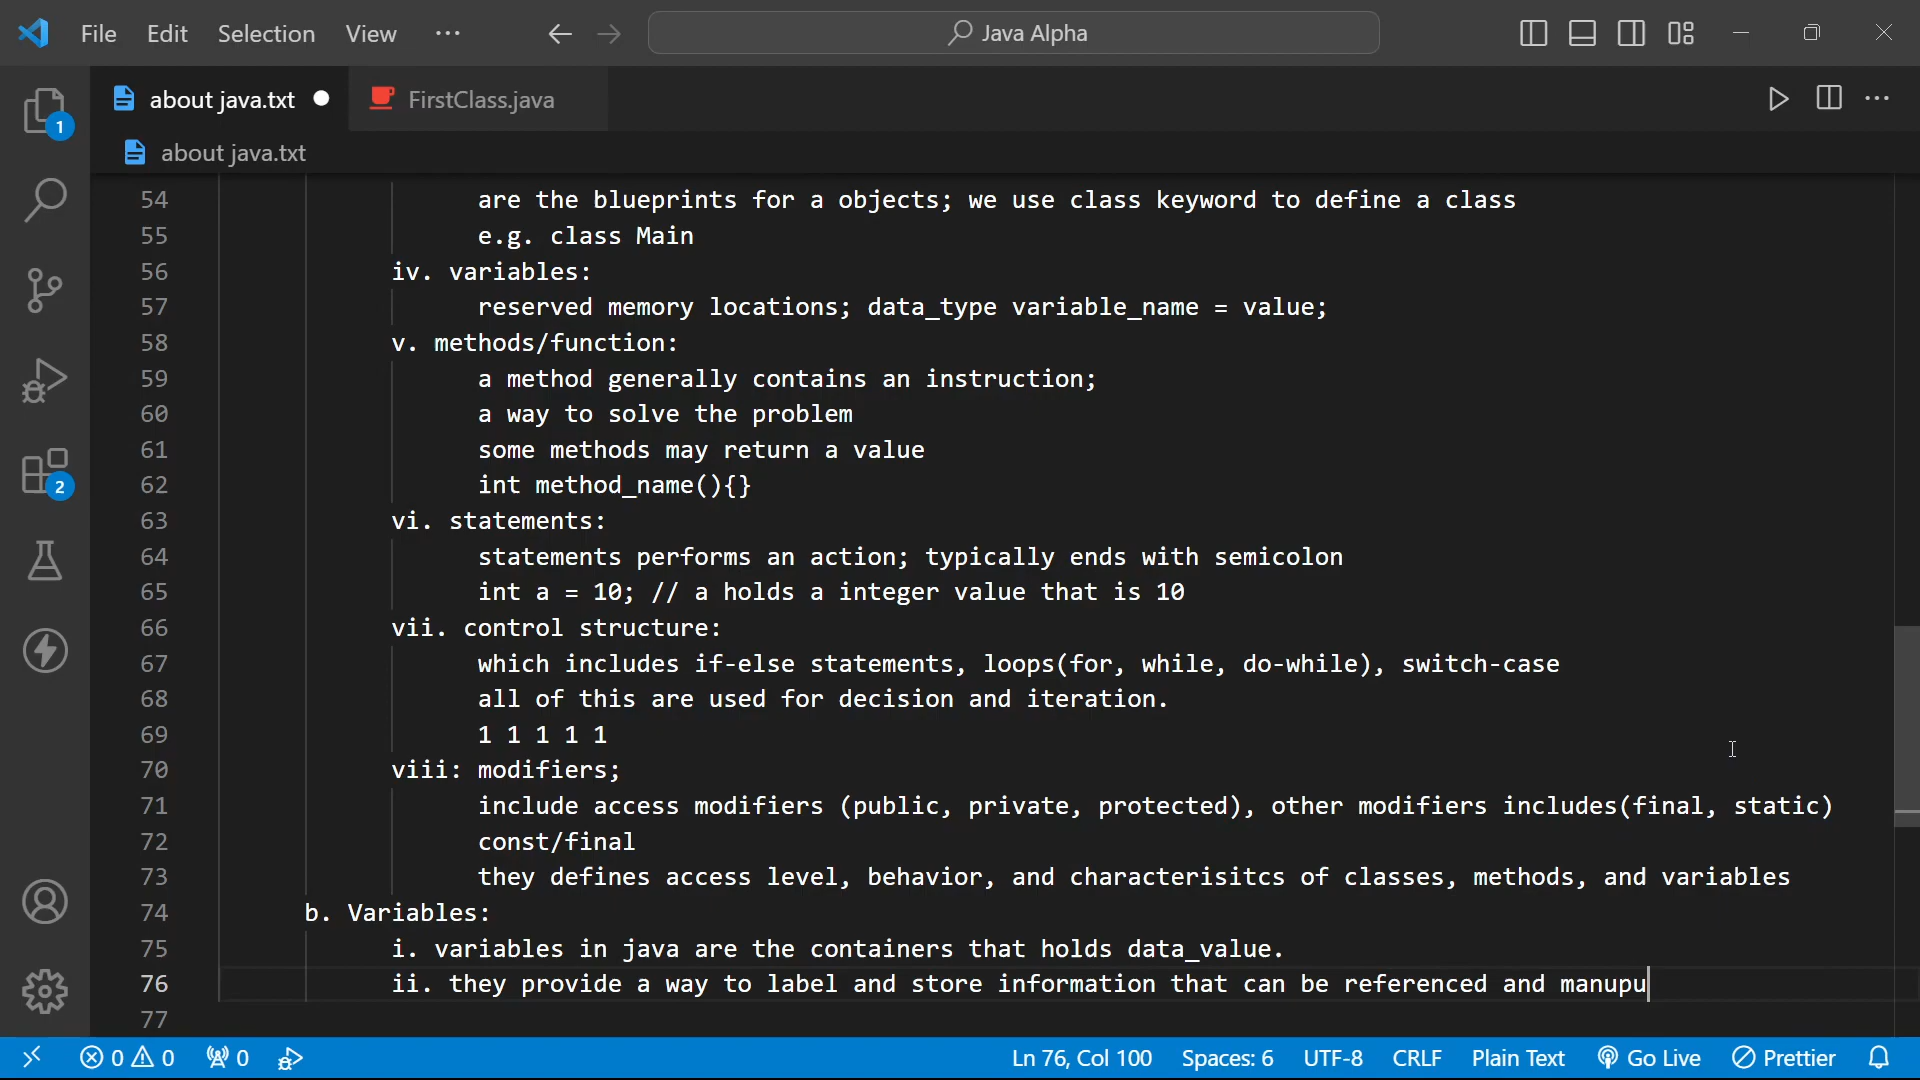 File Edit Selection View ··· Java Alpha
about java.txt FirstClass.java
about java.txt
54 are the blueprints for a objects; we use class keyword to define a class
55 e.g. class Main
56 iv. variables:
57 reserved memory locations; data_type variable_name = value;
58 v. methods/function:
59 a method generally contains an instruction;
60 a way to solve the problem
61 some methods may return a value
62 int method_name(){}
63 vi. statements:
64 statements performs an action; typically ends with semicolon
65 int a = 10; // a holds a integer value that is 10
66 vii. control structure:
67 which includes if-else statements, loops(for, while, do-while), switch-case
68 all of this are used for decision and iteration.
69 1 1 1 1 1
70 viii: modifiers;
71 include access modifiers (public, private, protected), other modifiers includes(final, static)
72 const/final
73 they defines access level, behavior, and characterisitcs of classes, methods, and variables
74 b. Variables:
75 i. variables in java are the containers that holds data_value.
76 ii. they provide a way to label and store information that can be referenced and manupu
77
1
2
0 0 0 Ln 76, Col 100 Spaces: 6 UTF-8 CRLF Plain Text Go Live Prettier